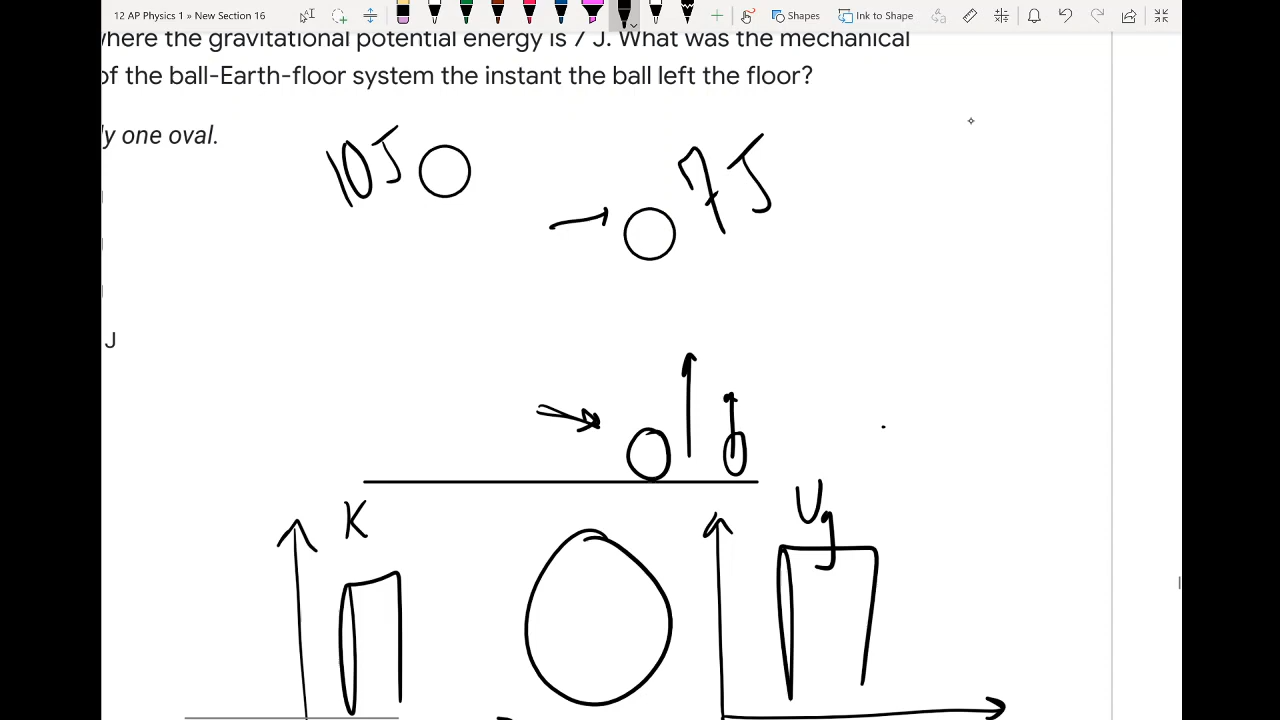 12 AP Physics 1 » New Section 16
Shapes
Ink to Shape
where the gravitational potential energy is 7 J. What was the mechanical
of the ball-Earth-floor system the instant the ball left the floor?
ly one oval.
10J
7J
J
K
Ug